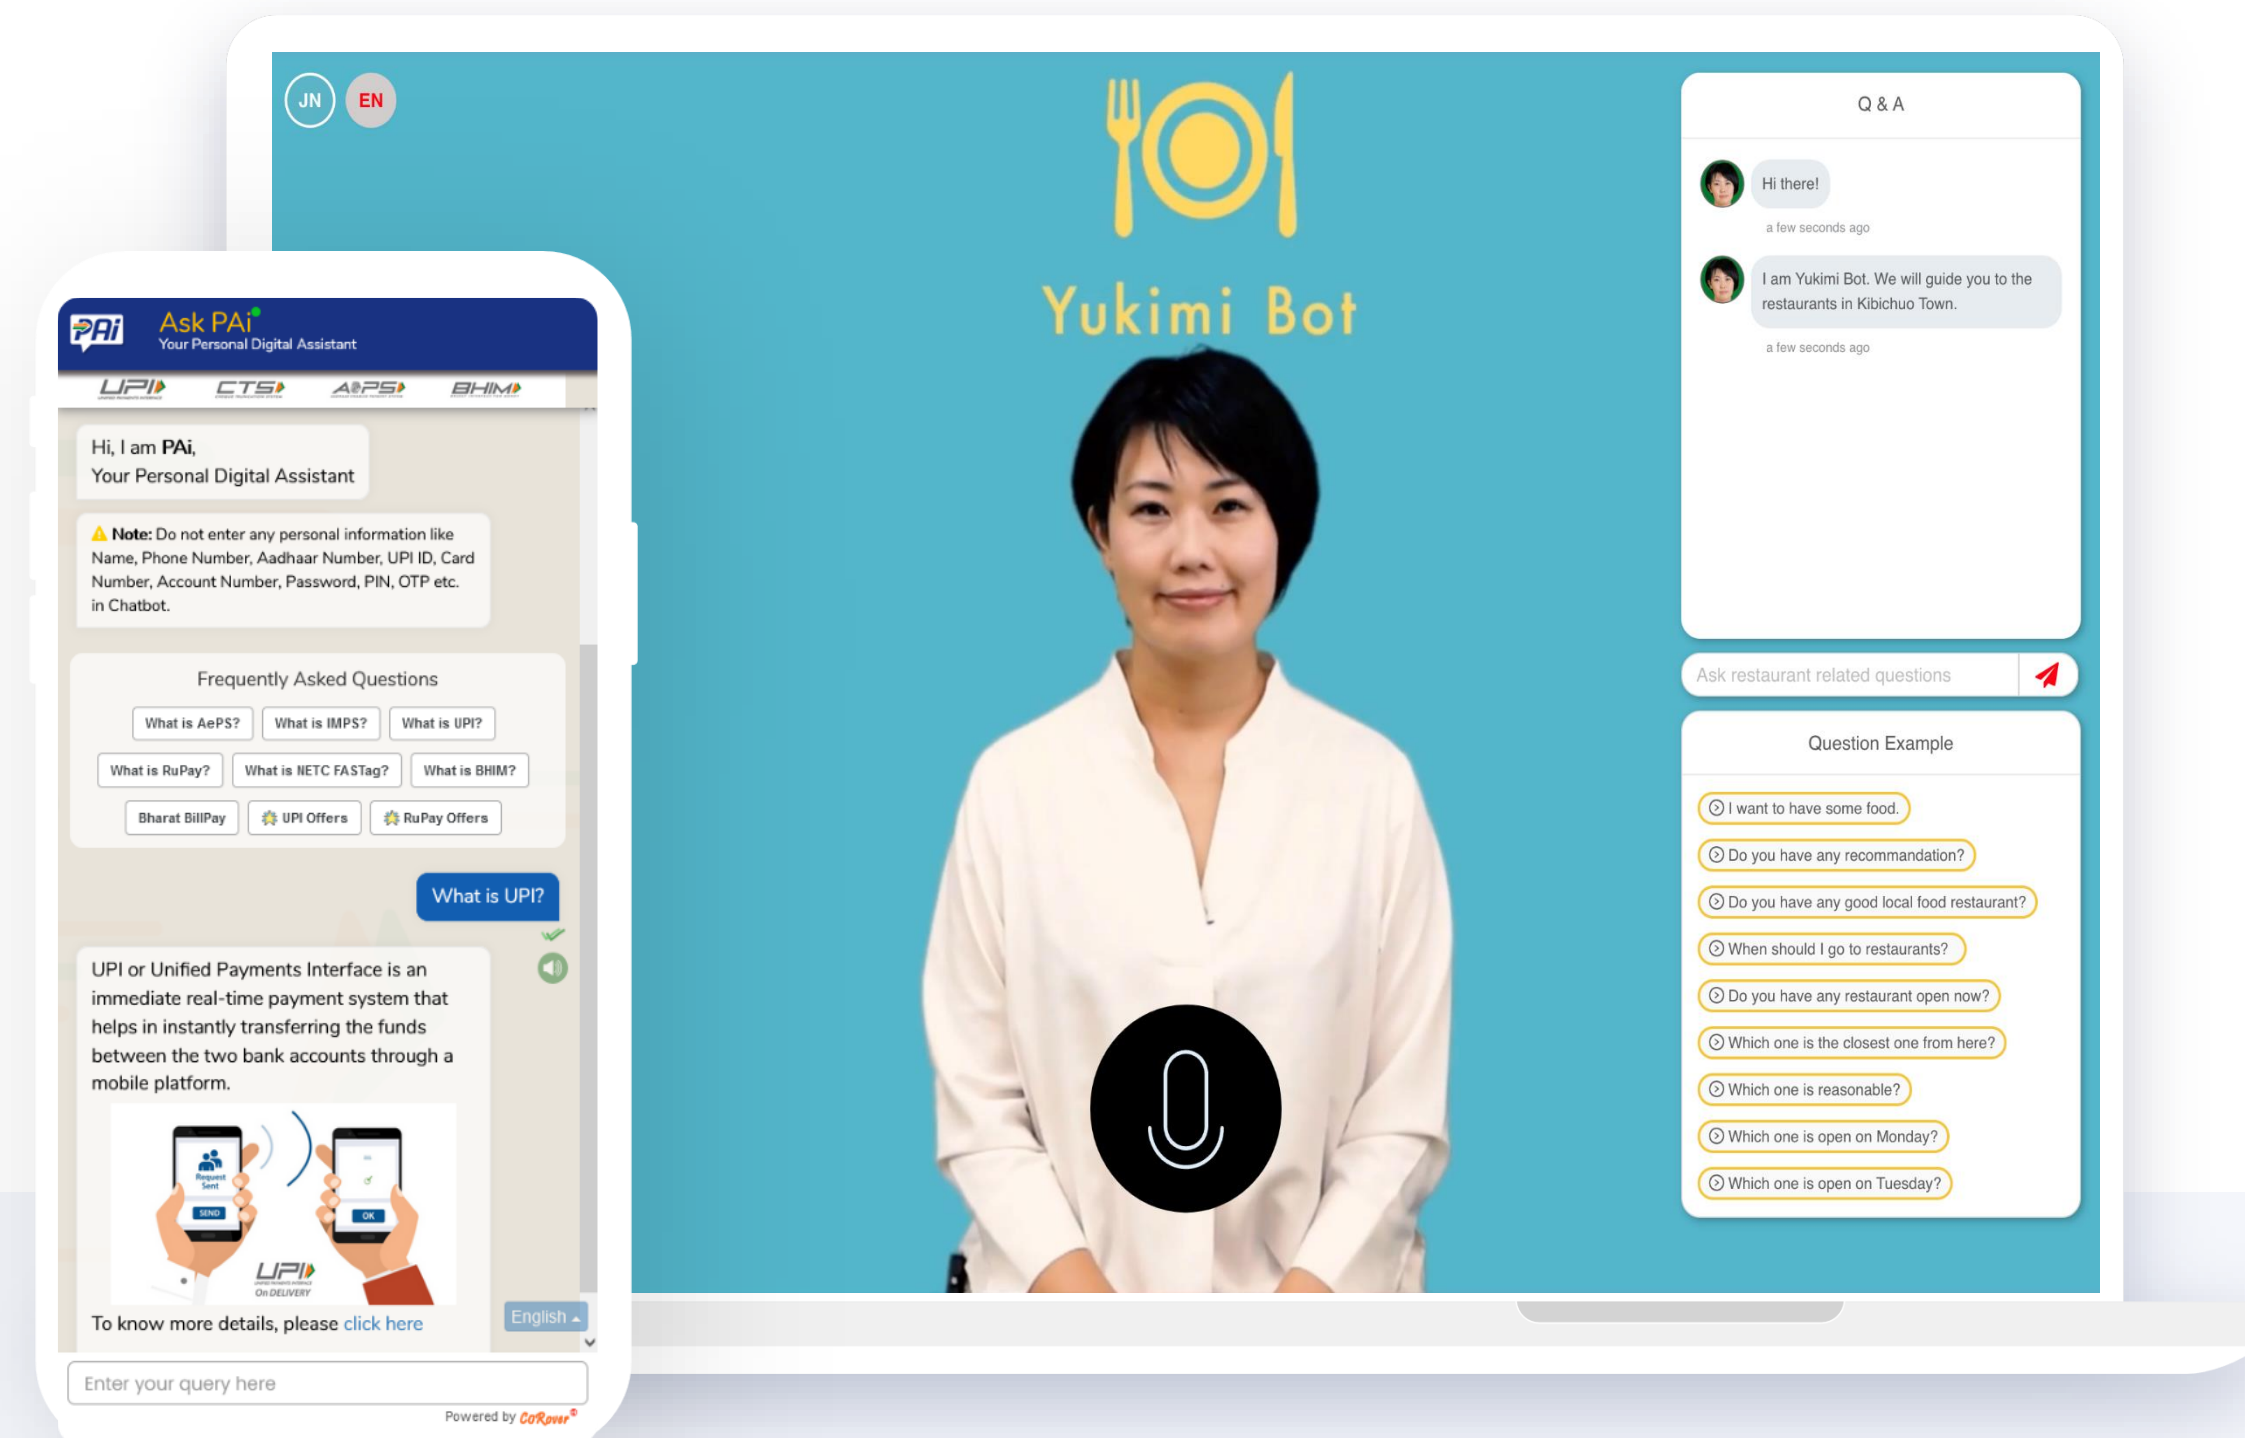 JN
EN
Yukimi Bot
Q & A
Hi there!
a few seconds ago
I am Yukimi Bot. We will guide you to the
restaurants in Kibichuo Town.
a few seconds ago
Ask restaurant related questions
Question Example
I want to have some food.
Do you have any recommandation?
Do you have any good local food restaurant?
When should I go to restaurants?
Do you have any restaurant open now?
Which one is the closest one from here?
Which one is reasonable?
Which one is open on Monday?
Which one is open on Tuesday?
PAi
Ask PAi
Your Personal Digital Assistant
UPI
CTS
AePS
BHIM
Hi, I am PAi,
Your Personal Digital Assistant
Note: Do not enter any personal information like
Name, Phone Number, Aadhaar Number, UPI ID, Card
Number, Account Number, Password, PIN, OTP etc.
in Chatbot.
Frequently Asked Questions
What is AePS?
What is IMPS?
What is UPI?
What is RuPay?
What is NETC FASTag?
What is BHIM?
Bharat BillPay
UPI Offers
RuPay Offers
What is UPI?
UPI or Unified Payments Interface is an
immediate real-time payment system that
helps in instantly transferring the funds
between the two bank accounts through a
mobile platform.
Request
Sent
SEND
OK
UPI
UNIFIED PAYMENTS INTERFACE
On DELIVERY
To know more details, please click here
English
Enter your query here
Powered by CoRover